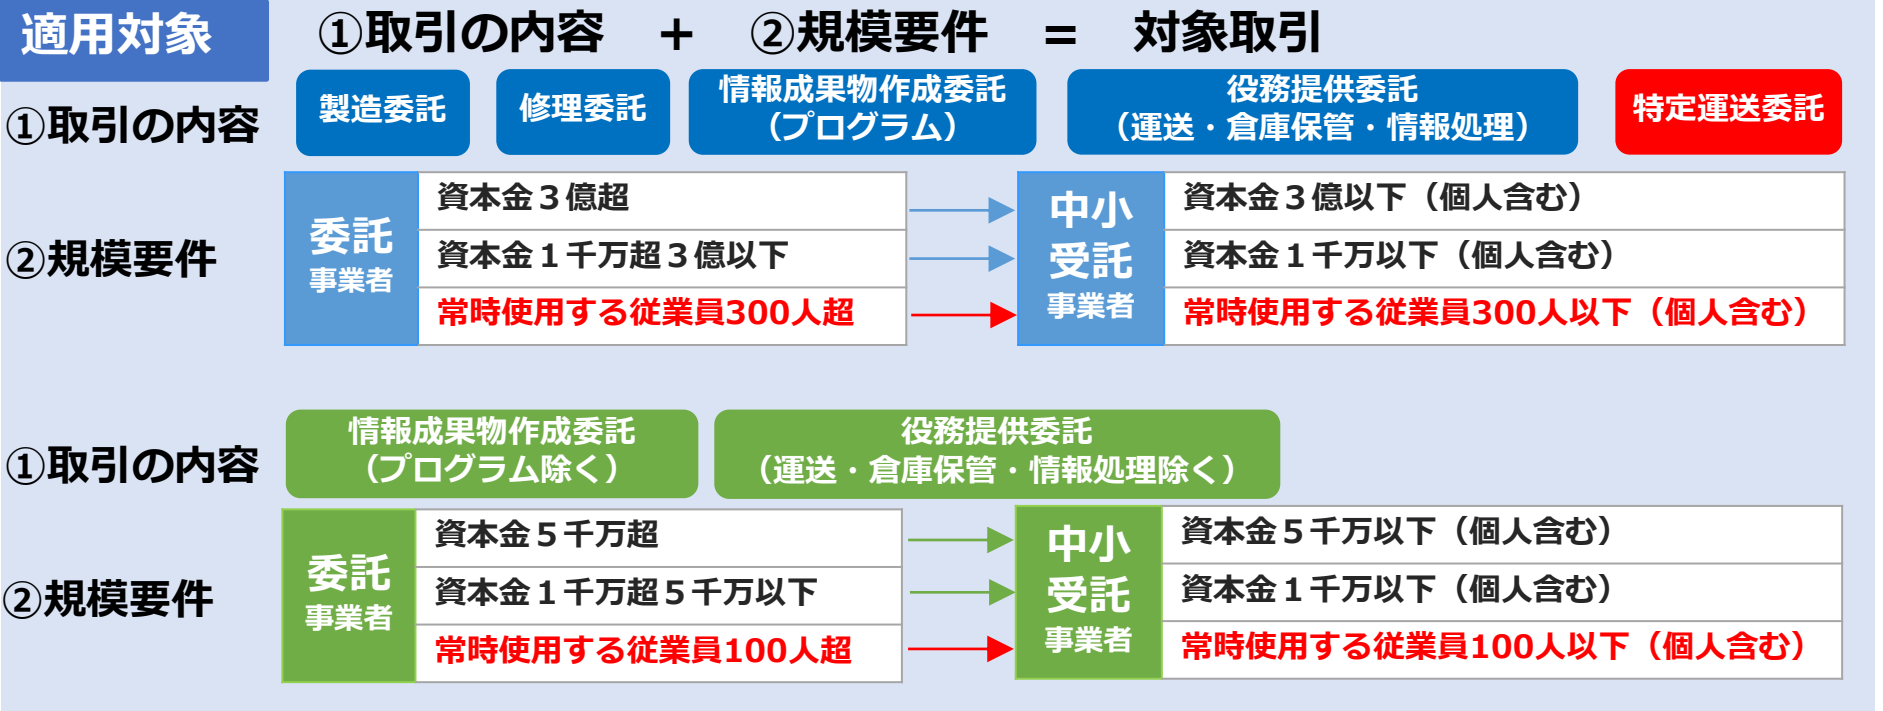 適用対象
①取引の内容 + ②規模要件 = 対象取引
①取引の内容
製造委託
修理委託
情報成果物作成委託
（プログラム）
役務提供委託
（運送・倉庫保管・情報処理）
特定運送委託
②規模要件
委託
事業者
資本金３億超
資本金１千万超３億以下
常時使用する従業員300人超
中小
受託
事業者
資本金３億以下（個人含む）
資本金１千万以下（個人含む）
常時使用する従業員300人以下（個人含む）
①取引の内容
情報成果物作成委託
（プログラム除く）
役務提供委託
（運送・倉庫保管・情報処理除く）
②規模要件
委託
事業者
資本金５千万超
資本金１千万超５千万以下
常時使用する従業員100人超
中小
受託
事業者
資本金５千万以下（個人含む）
資本金１千万以下（個人含む）
常時使用する従業員100人以下（個人含む）